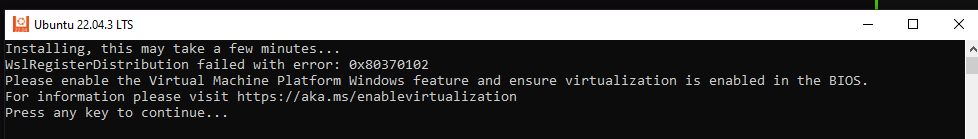 Ubuntu 22.04.3 LTS
Installing, this may take a few minutes...
WslRegisterDistribution failed with error: 0x80370102
Please enable the Virtual Machine Platform Windows feature and ensure virtualization is enabled in the BIOS.
For information please visit https://aka.ms/enablevirtualization
Press any key to continue...